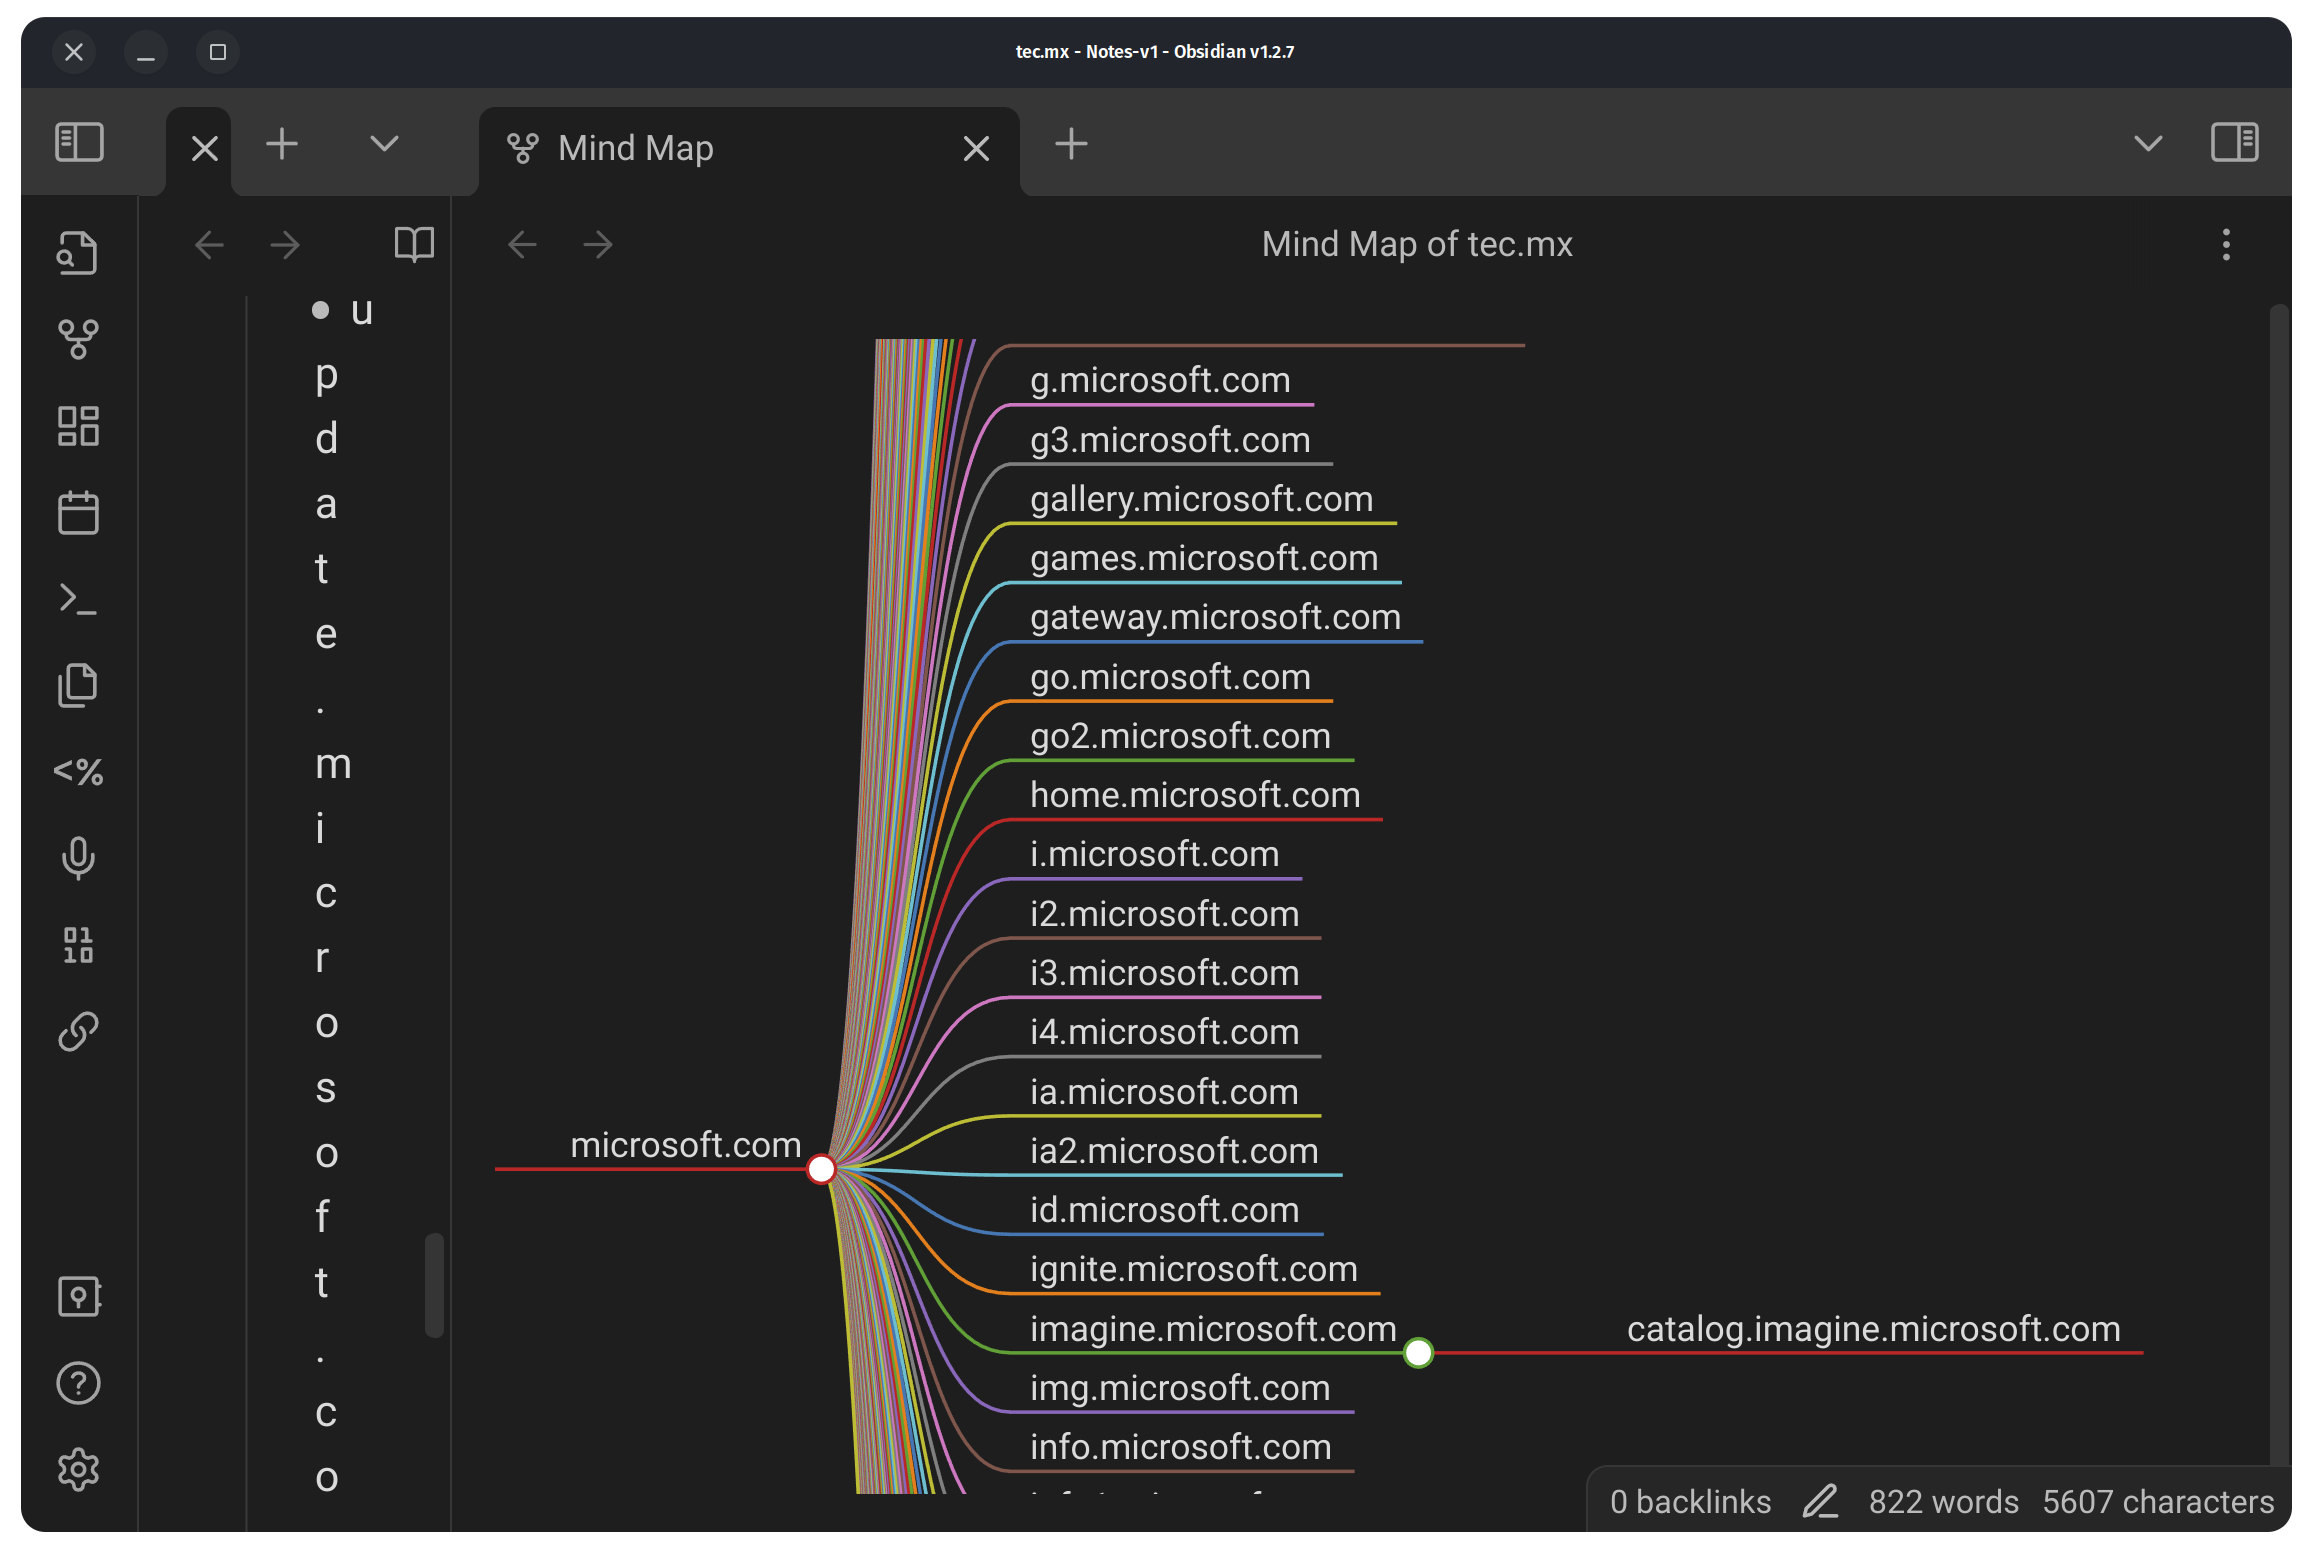 tec.mx - Notes-v1 - Obsidian v1.2.7
Mind Map
Mind Map of tec.mx
u
p
d
a
t
e
.
m
i
c
r
o
s
o
f
t
.
c
o
g.microsoft.com
g3.microsoft.com
gallery.microsoft.com
games.microsoft.com
gateway.microsoft.com
go.microsoft.com
go2.microsoft.com
home.microsoft.com
i.microsoft.com
i2.microsoft.com
i3.microsoft.com
i4.microsoft.com
ia.microsoft.com
microsoft.com
ia2.microsoft.com
id.microsoft.com
ignite.microsoft.com
imagine.microsoft.com
catalog.imagine.microsoft.com
img.microsoft.com
info.microsoft.com
0 backlinks 822 words 5607 characters